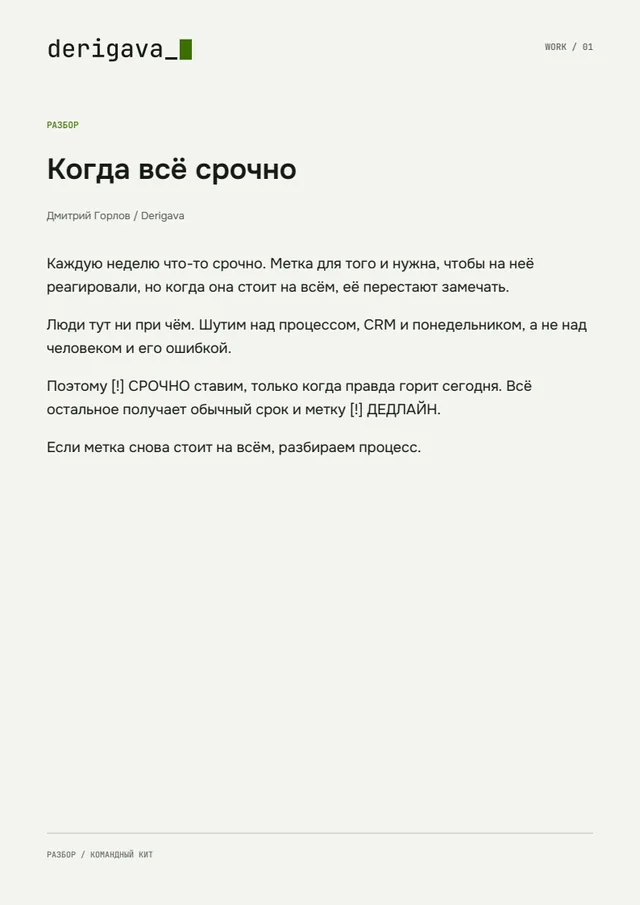 derigava_
WORK / 01
РАЗБОР
Когда всё срочно
Дмитрий Горлов / Derigava
Каждую неделю что-то срочно. Метка для того и нужна, чтобы на неё
реагировали, но когда она стоит на всём, её перестают замечать.
Люди тут ни при чём. Шутим над процессом, CRM и понедельником, а не над
человеком и его ошибкой.
Поэтому [!] СРОЧНО ставим, только когда правда горит сегодня. Всё
остальное получает обычный срок и метку [!] ДЕДЛАЙН.
Если метка снова стоит на всём, разбираем процесс.
РАЗБОР / КОМАНДНЫЙ КИТ